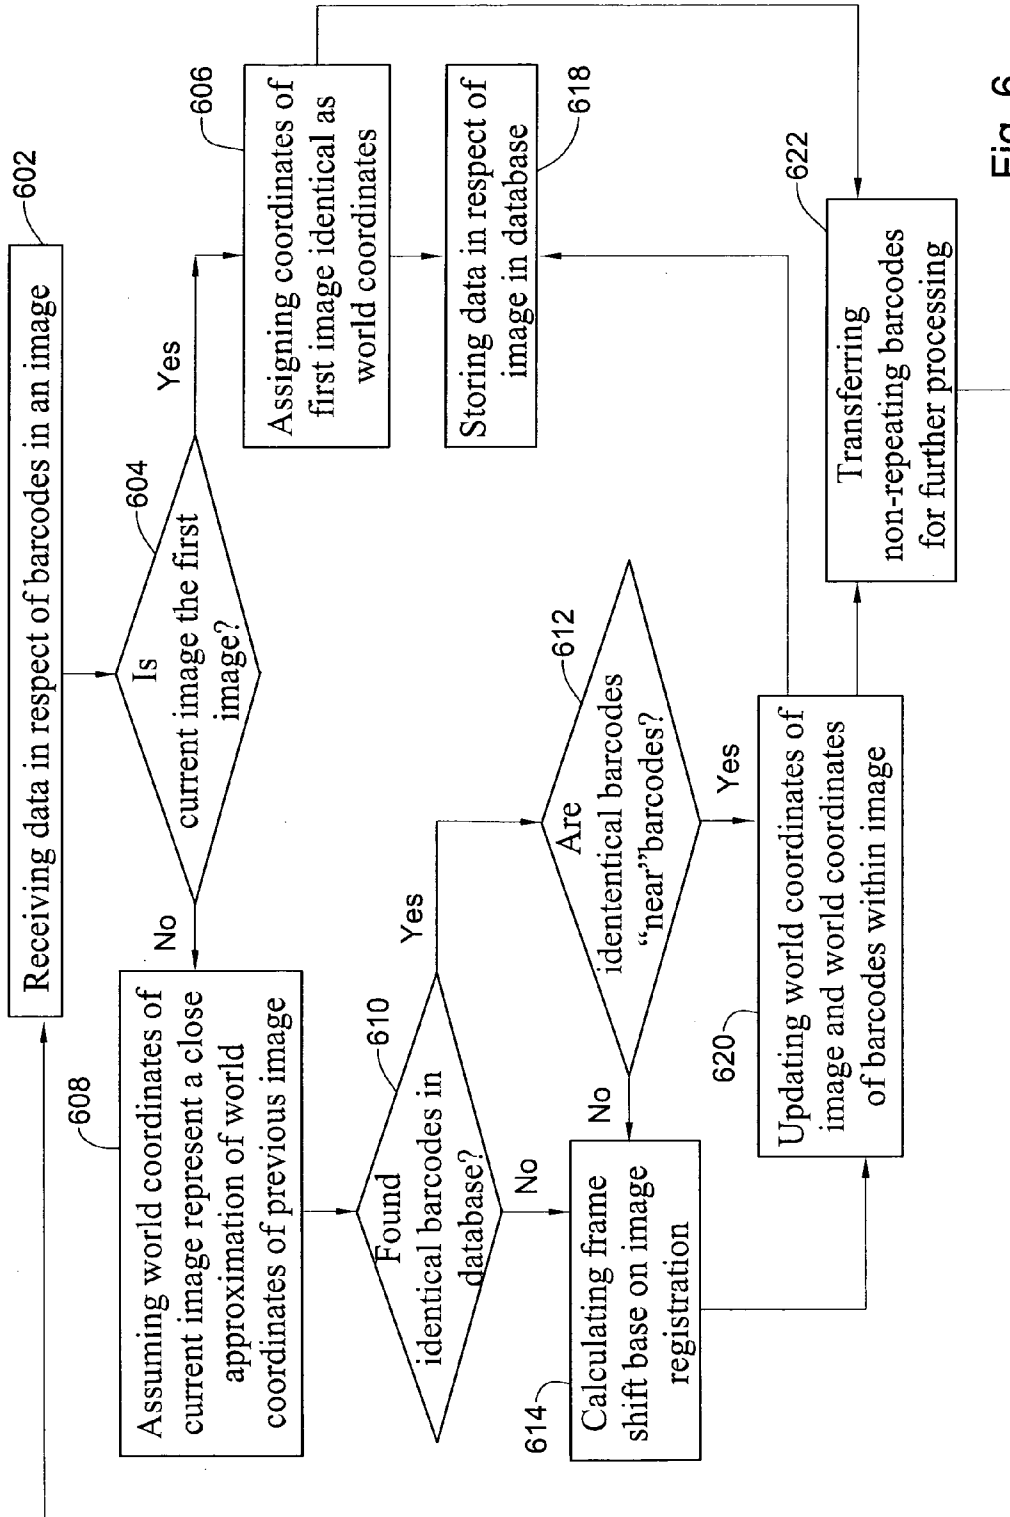 602
Receiving data in respect of barcodes in an image
604
Is
current image the first
image?
Yes
No
606
Assigning coordinates of
first image identical as
world coordinates
608
Assuming world coordinates of
current image represent a close
approximation of world
coordinates of previous image
618
Storing data in respect of
image in database
610
Found
identical barcodes in
database?
Yes
No
612
Are
idententical barcodes
“near”barcodes?
No
Yes
614
Calculating frame
shift base on image
registration
620
Updating world coordinates of
image and world coordinates
of barcodes within image
622
Transferring
non-repeating barcodes
for further processing
Fig. 6